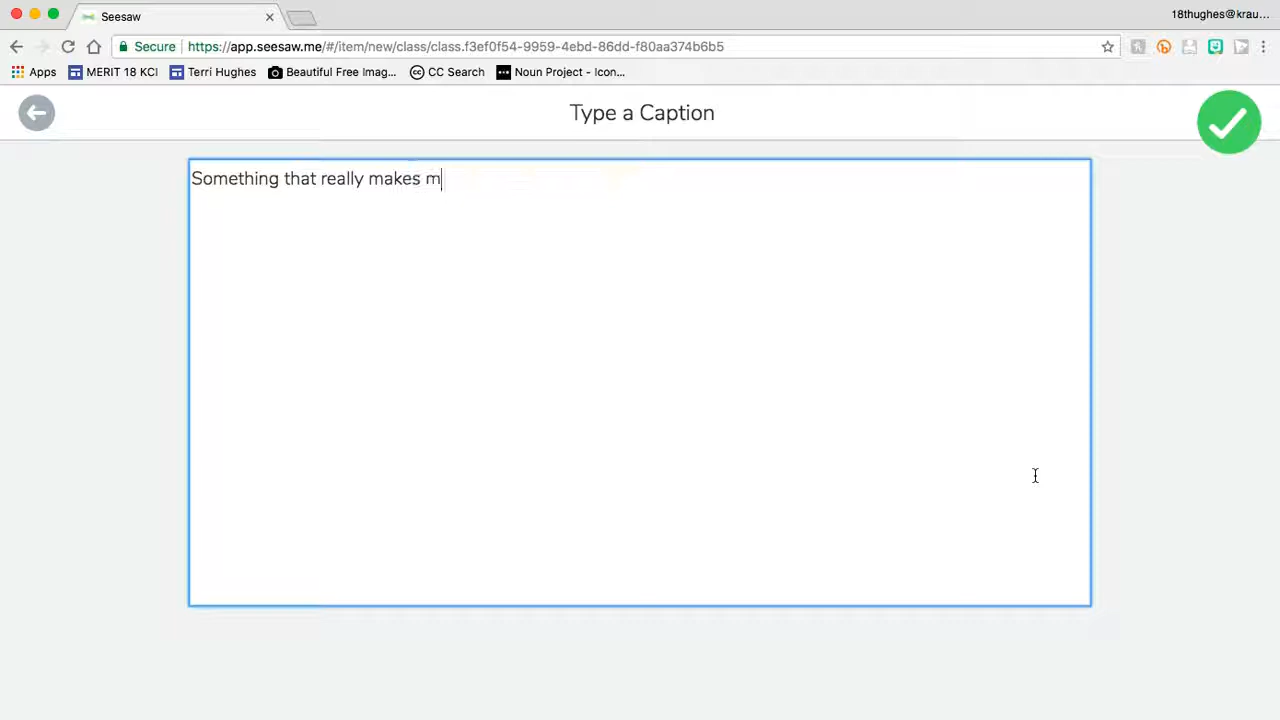 Seesaw
18thughes@krau...
Secure https://app.seesaw.me/#/item/new/class/class.f3ef0f54-9959-4ebd-86dd-f80aa374b6b5
Apps MERIT 18 KCI Terri Hughes Beautiful Free Imag... cc CC Search Noun Project - Icon...
Type a Caption
Something that really makes m